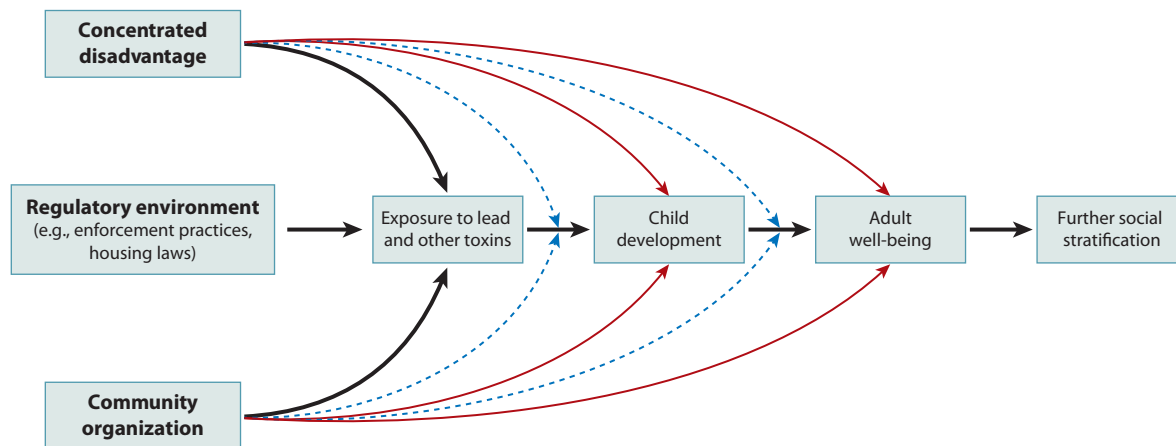 Concentrated
disadvantage
Regulatory environment
(e.g., enforcement practices,
housing laws)
Exposure to lead
and other toxins
Child
development
Adult
well-being
Further social
stratification
Community
organization